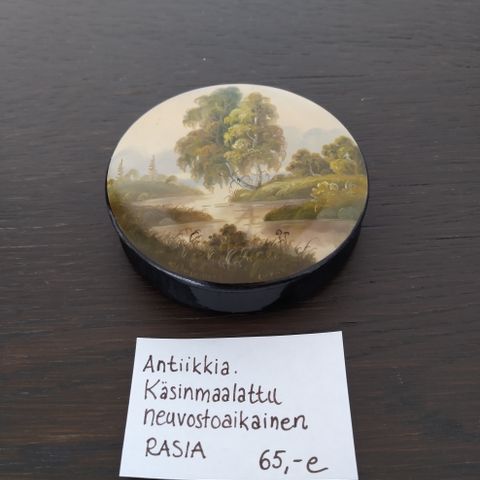 Antiikkia.
Käsinmaalattu
neuvostoaikainen
RASIA 65,-e